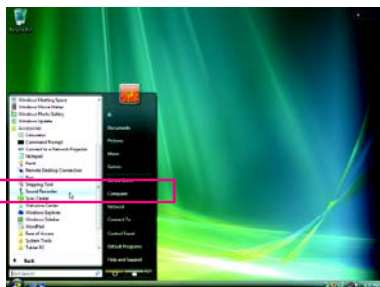 Windows Meeting Space
Windows Movie Maker
Windows Photo Gallery
Windows Update
Accessories
Calculator
Command Prompt
Connect to a Network Projector
Notepad
Paint
Remote Desktop Connection
Run
Snipping Tool
Sound Recorder
Sync Center
Welcome Center
Windows Explorer
Windows Sidebar
WordPad
Ease of Access
System Tools
Tablet PC
Back
Start Search
Documents
Pictures
Music
Games
Computer
Network
Connect To
Control Panel
Default Programs
Help and Support